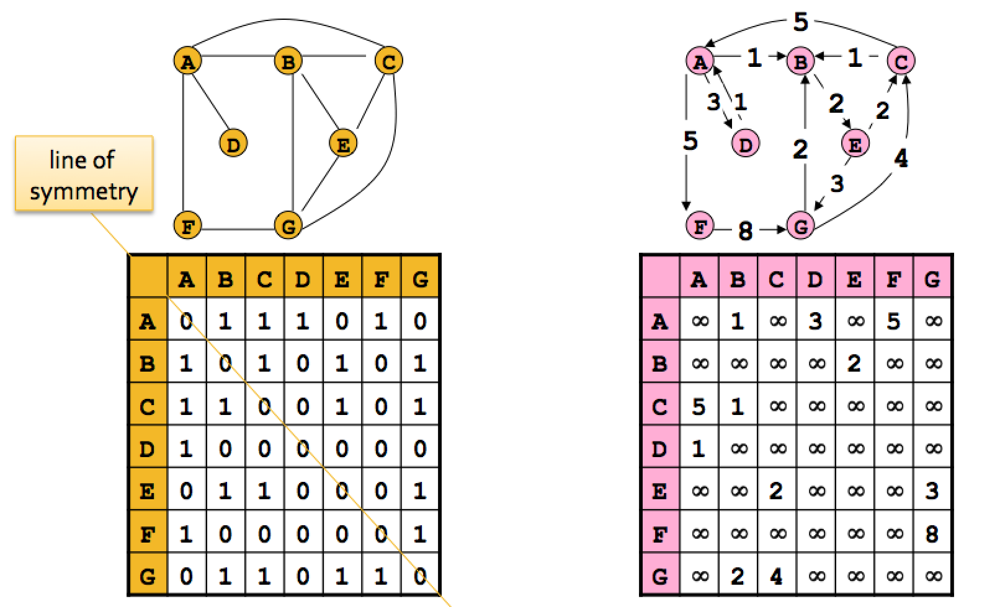 A B C
D E
F G
line of
symmetry
A B C D E F G
A 0 1 1 1 0 1 0
B 1 0 1 0 1 0 1
C 1 1 0 0 1 0 1
D 1 0 0 0 0 0 0
E 0 1 1 0 0 0 1
F 1 0 0 0 0 0 1
G 0 1 1 0 1 1 0
5
A 1 B 1 C
3 1 2 2
D E
5 2 4
3
F 8 G
A B C D E F G
A ∞ 1 ∞ 3 ∞ 5 ∞
B ∞ ∞ ∞ ∞ 2 ∞ ∞
C 5 1 ∞ ∞ ∞ ∞ ∞
D 1 ∞ ∞ ∞ ∞ ∞ ∞
E ∞ ∞ 2 ∞ ∞ ∞ 3
F ∞ ∞ ∞ ∞ ∞ ∞ 8
G ∞ 2 4 ∞ ∞ ∞ ∞